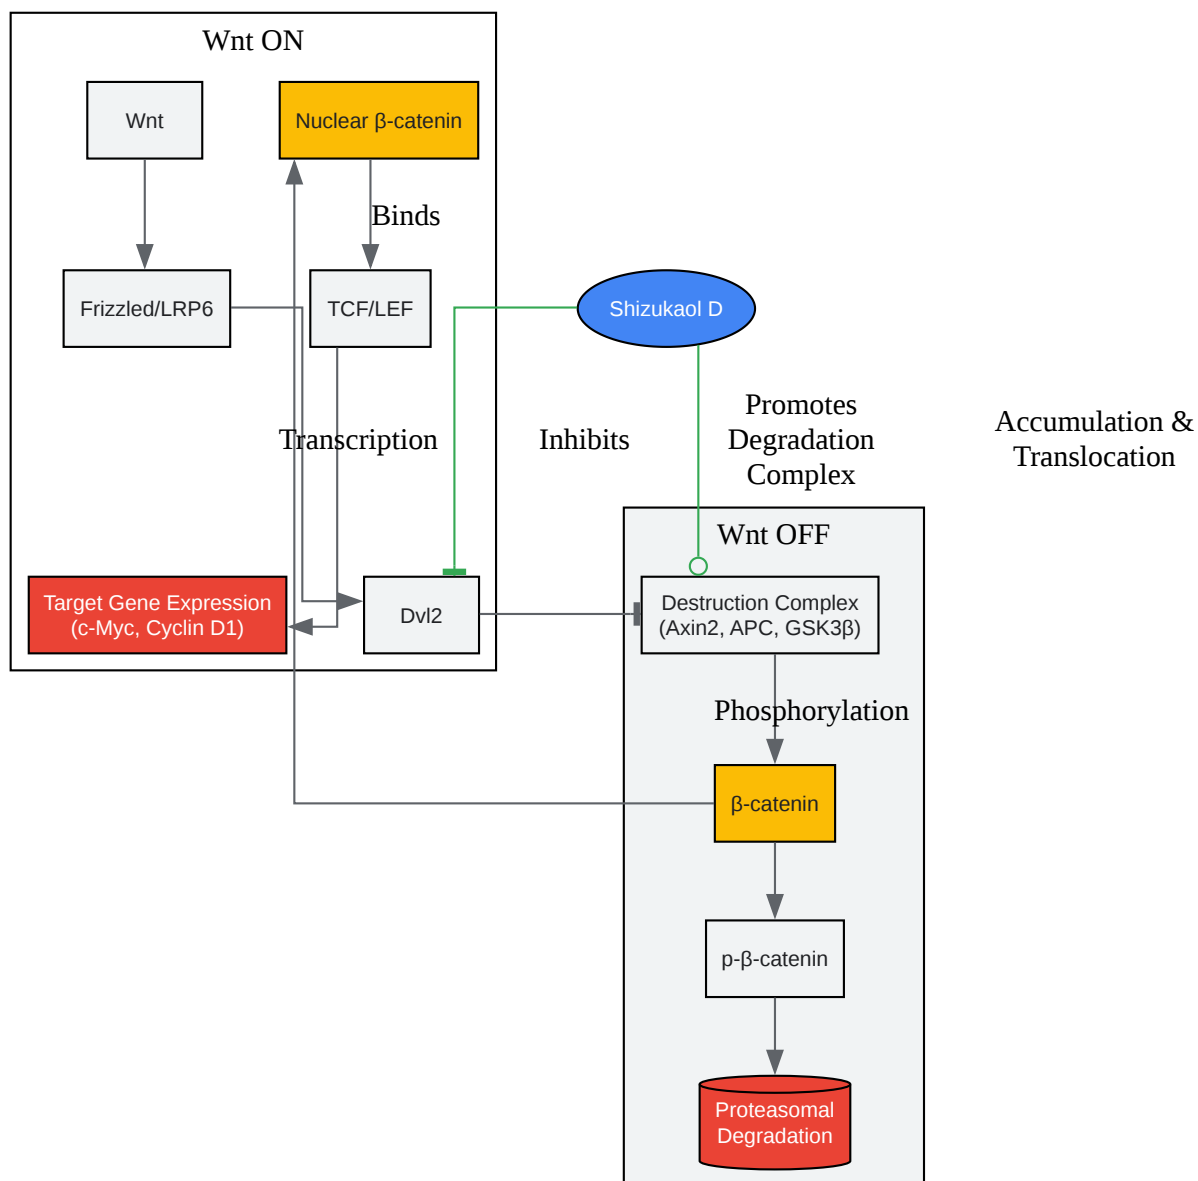 Wnt ON
Wnt
Nuclear β-catenin
Binds
Frizzled/LRP6
TCF/LEF
Shizukaol D
Transcription
Inhibits
Promotes
Degradation
Complex
Accumulation &
Translocation
Wnt OFF
Target Gene Expression
(c-Myc, Cyclin D1)
Dvl2
Destruction Complex
(Axin2, APC, GSK3β)
Phosphorylation
β-catenin
p-β-catenin
Proteasomal
Degradation